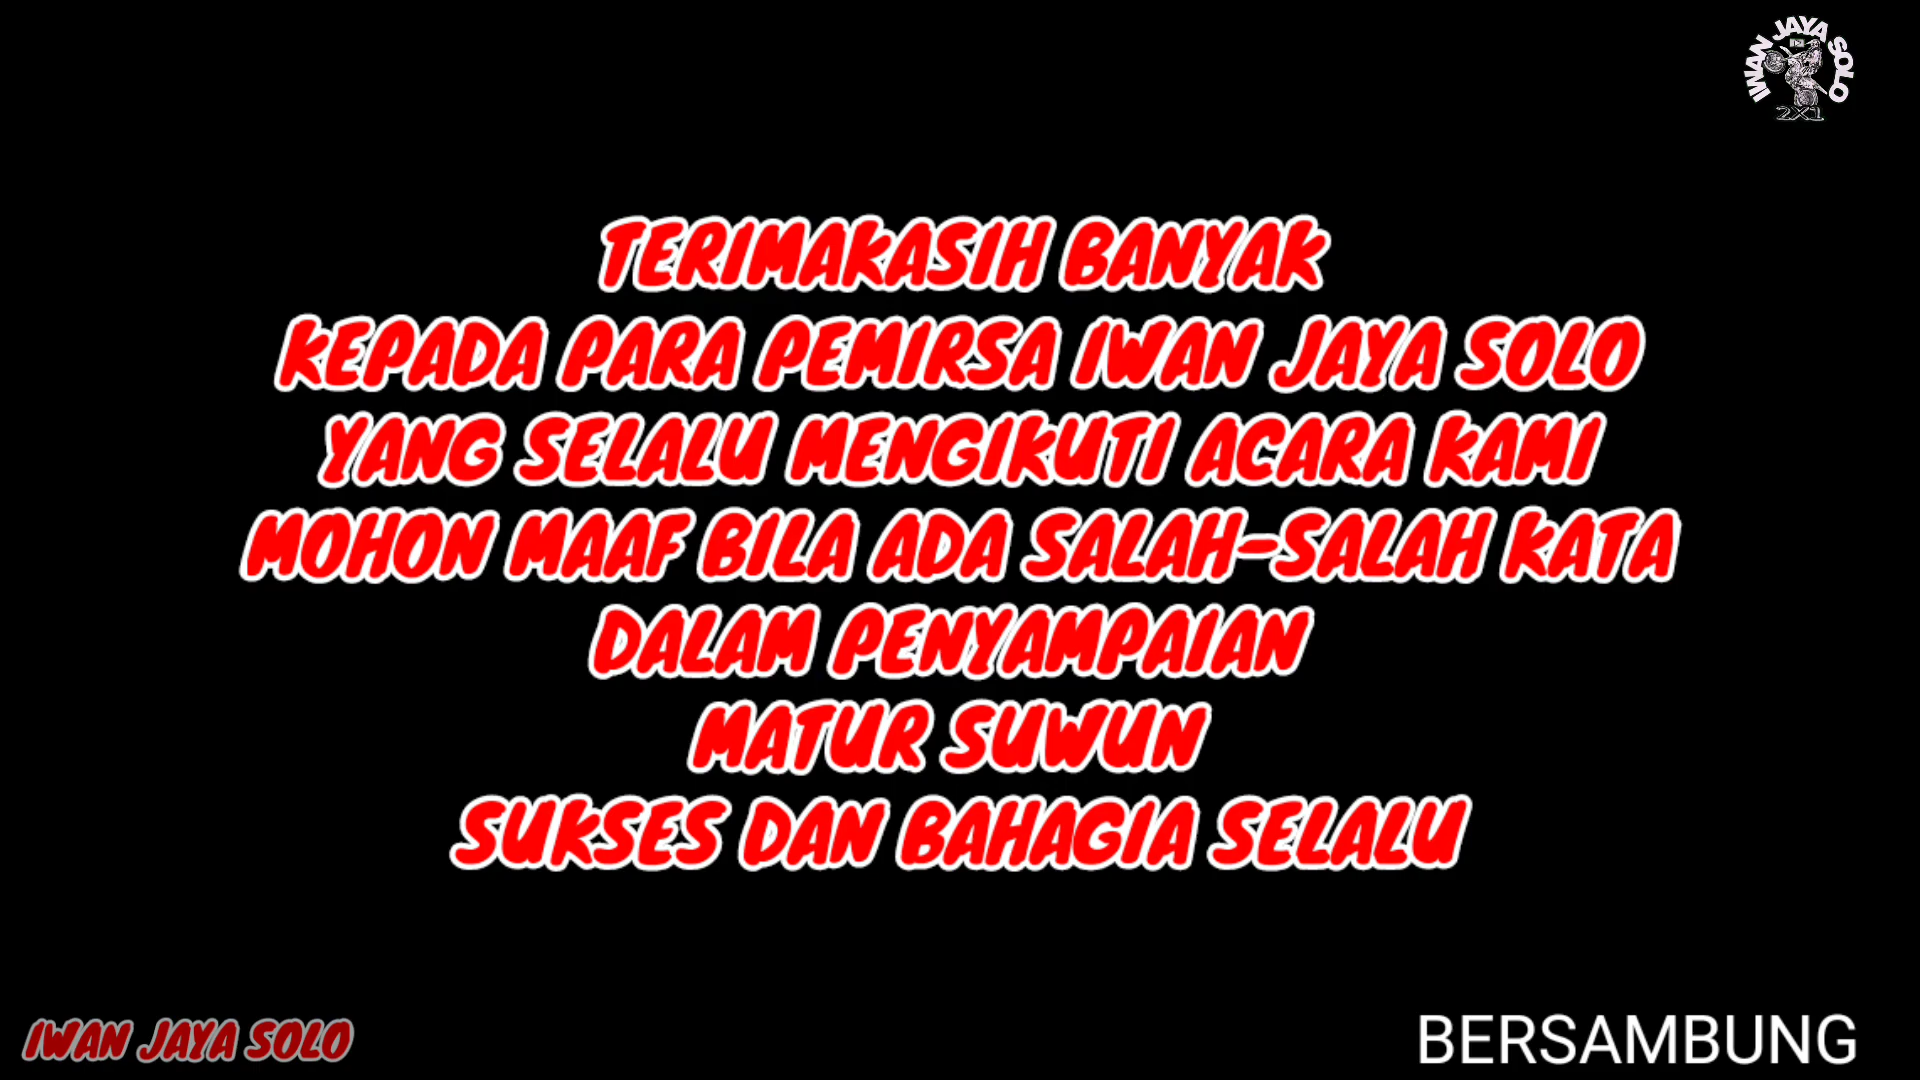 IWAN JAYA SOLO
2X1
TERIMAKASIH BANYAK
KEPADA PARA PEMIRSA IWAN JAYA SOLO
YANG SELALU MENGIKUTI ACARA KAMI
MOHON MAAF BILA ADA SALAH-SALAH KATA
DALAM PENYAMPAIAN
MATUR SUWUN
SUKSES DAN BAHAGIA SELALU
IWAN JAYA SOLO
BERSAMBUNG